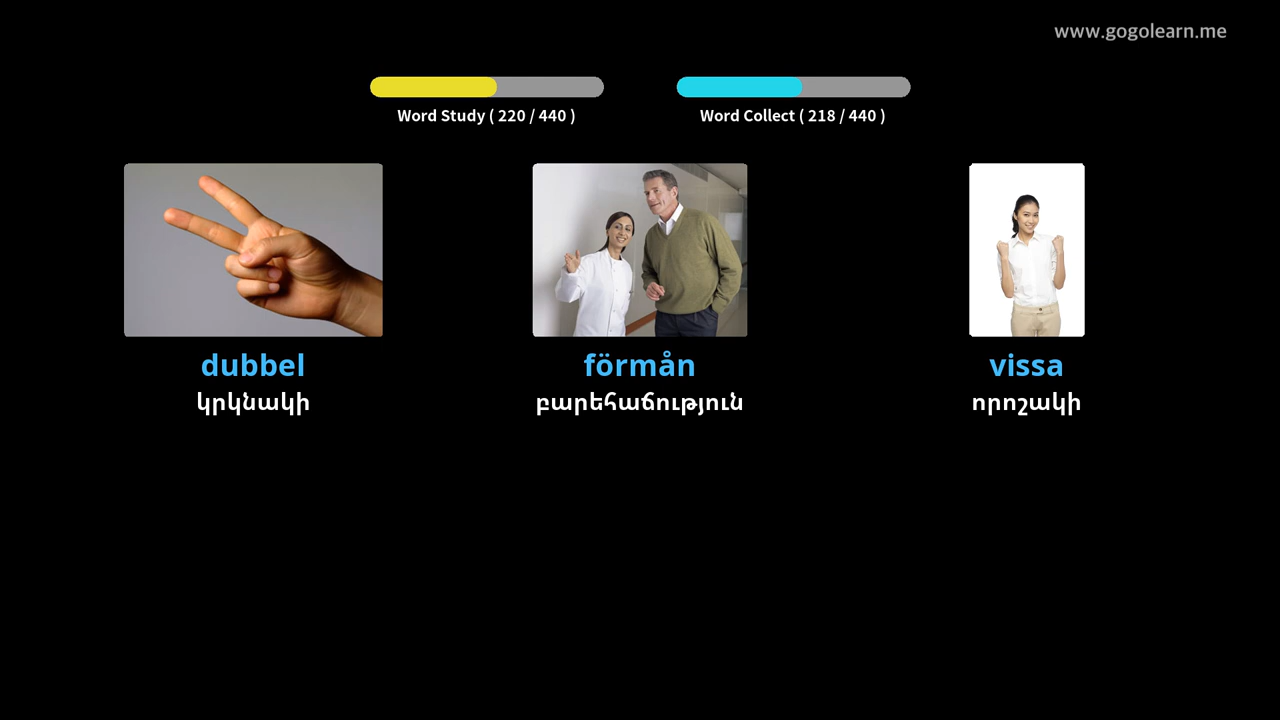 www.gogolearn.me
Word Study ( 220 / 440 )
Word Collect ( 218 / 440 )
dubbel
förmån
vissa
կրկնակի
բարեհաճություն
որոշակի